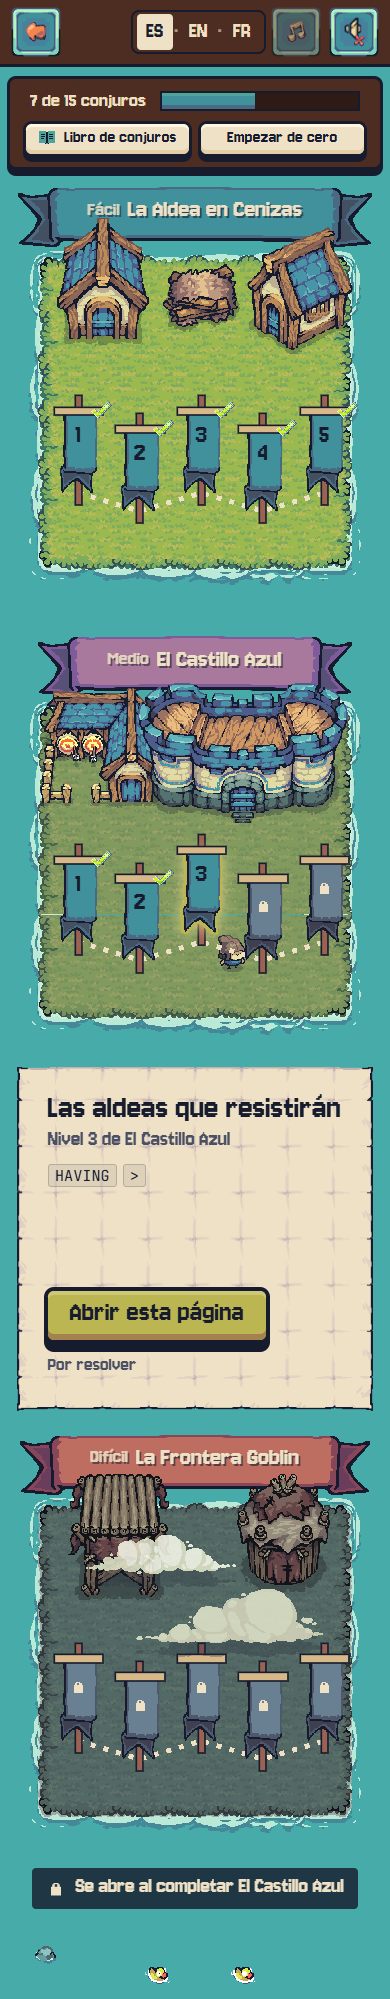 ES · EN · FR
7 de 15 conjuros
Libro de conjuros
Empezar de cero
Fácil La Aldea en Cenizas
1
2
3
4
5
Medio El Castillo Azul
1
2
3
Las aldeas que resistirán
Nivel 3 de El Castillo Azul
HAVING >
Abrir esta página
Por resolver
Difícil La Frontera Goblin
Se abre al completar El Castillo Azul